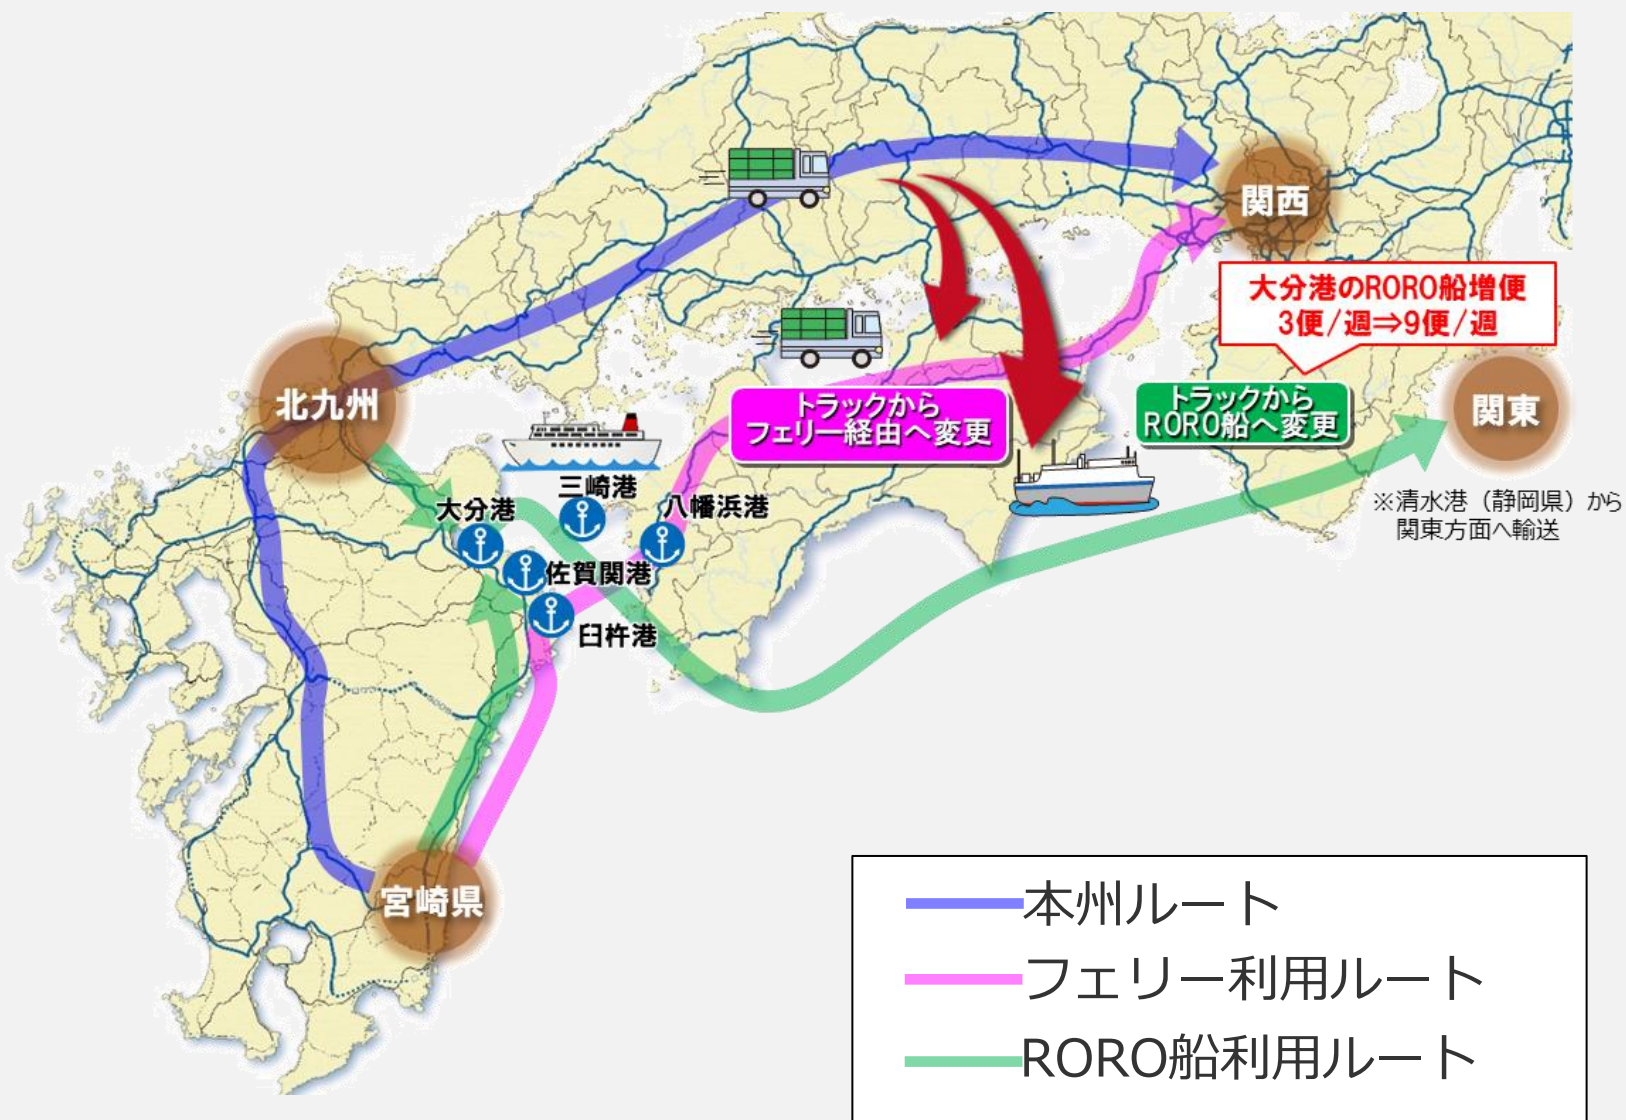 関西
大分港のRORO船増便
3便/週⇒9便/週
北九州
トラックから
フェリー経由へ変更
トラックから
RORO船へ変更
関東
※清水港（静岡県）から
関東方面へ輸送
三崎港
大分港
八幡浜港
佐賀関港
臼杵港
宮崎県
本州ルート
フェリー利用ルート
RORO船利用ルート